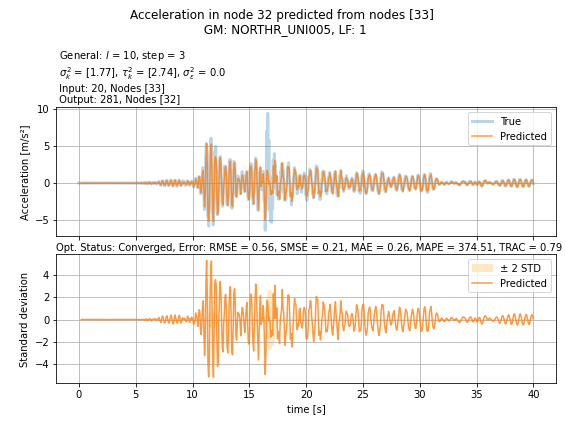 Acceleration in node 32 predicted from nodes [33]
GM: NORTHR_UNI005, LF: 1
General: l = 10, step = 3
σ²ₖ = [1.77], τ²ₖ = [2.74], σ²ε = 0.0
Input: 20, Nodes [33]
Output: 281, Nodes [32]
Acceleration [m/s²]
10
5
0
−5
True
Predicted
Opt. Status: Converged, Error: RMSE = 0.56, SMSE = 0.21, MAE = 0.26, MAPE = 374.51, TRAC = 0.79
Standard deviation
4
2
0
−2
−4
± 2 STD
Predicted
0 5 10 15 20 25 30 35 40
time [s]